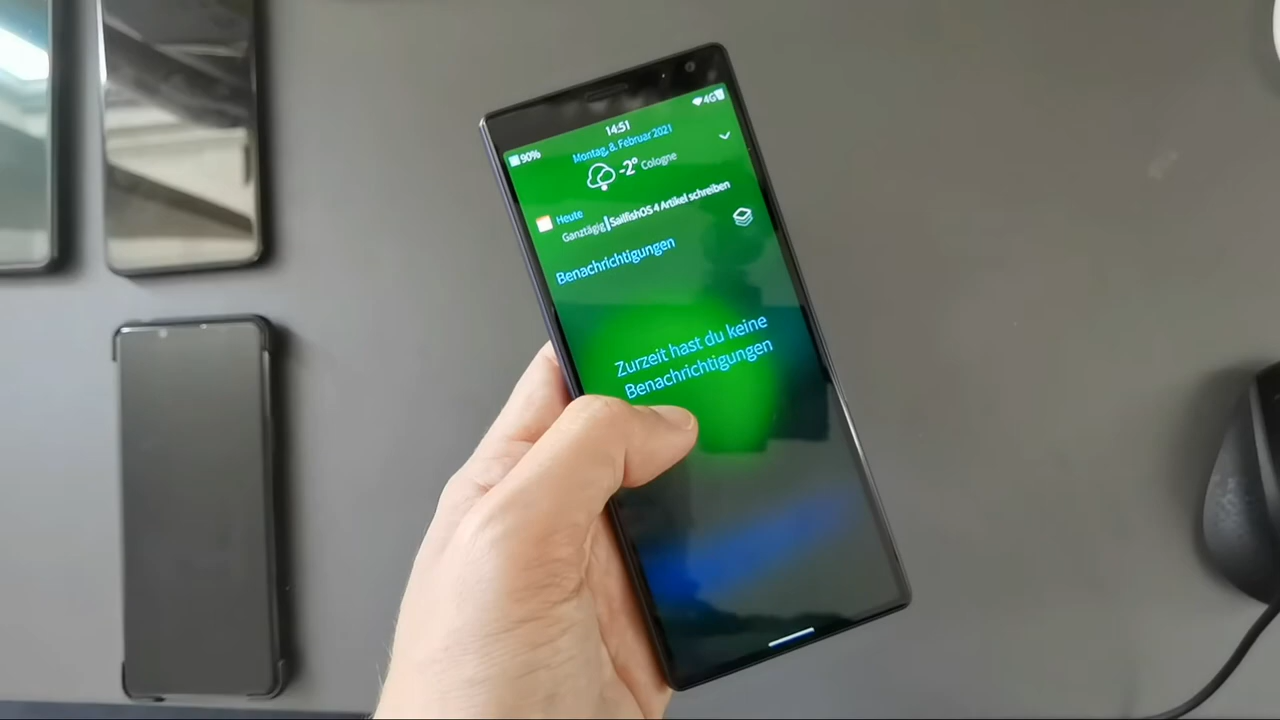 14:51
4G
90%
Montag, 8. Februar 2021
-2° Cologne
Heute
Ganztägig SailfishOS 4 Artikel schreiben
Benachrichtigungen
Zurzeit hast du keine
Benachrichtigungen